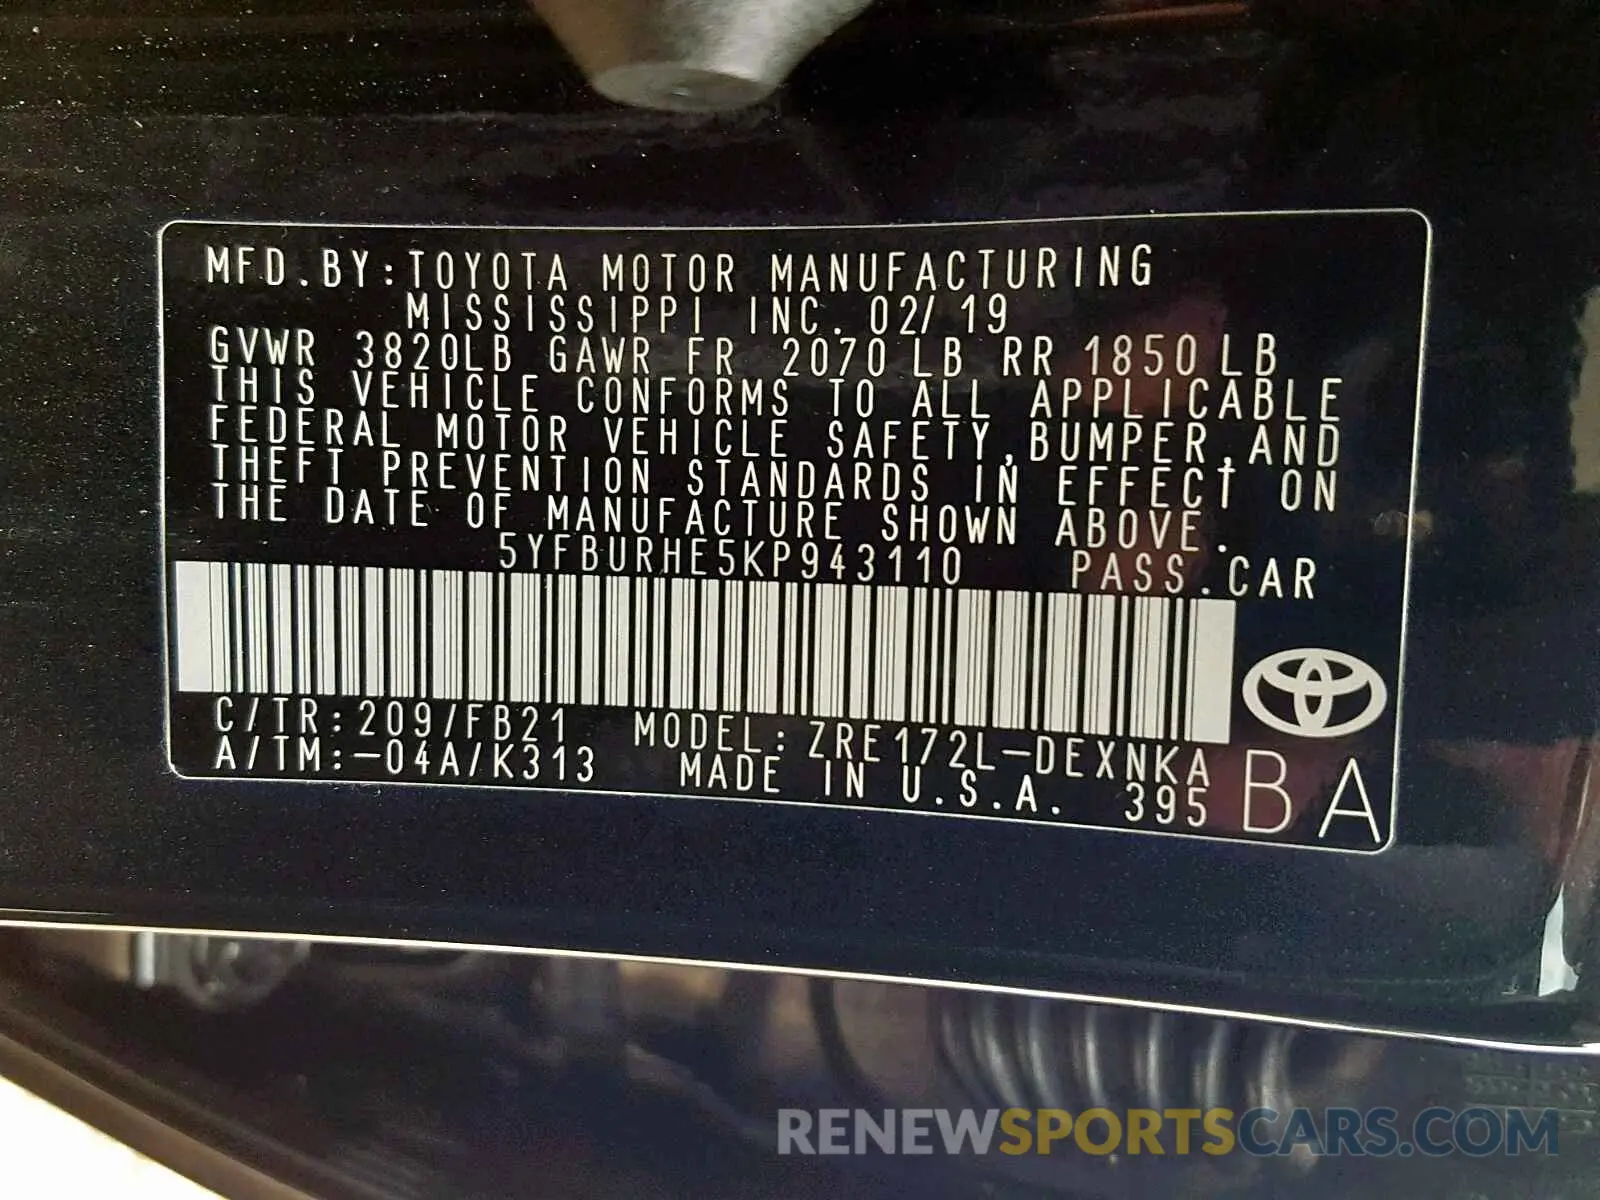 MFD.BY:TOYOTA MOTOR MANUFACTURING
MISSISSIPPI INC. 02/19
GVWR 3820LB GAWR FR 2070LB RR 1850LB
THIS VEHICLE CONFORMS TO ALL APPLICABLE
FEDERAL MOTOR VEHICLE SAFETY,BUMPER,AND
THEFT PREVENTION STANDARDS IN EFFECT ON
THE DATE OF MANUFACTURE SHOWN ABOVE.
5YFBURHE5KP943110 PASS.CAR
C/TR:209/FB21 MODEL:ZRE172L-DEXNKA
A/TM:-04A/K313 MADE IN U.S.A. 395 BA
RENEWSPORTSCARS.COM